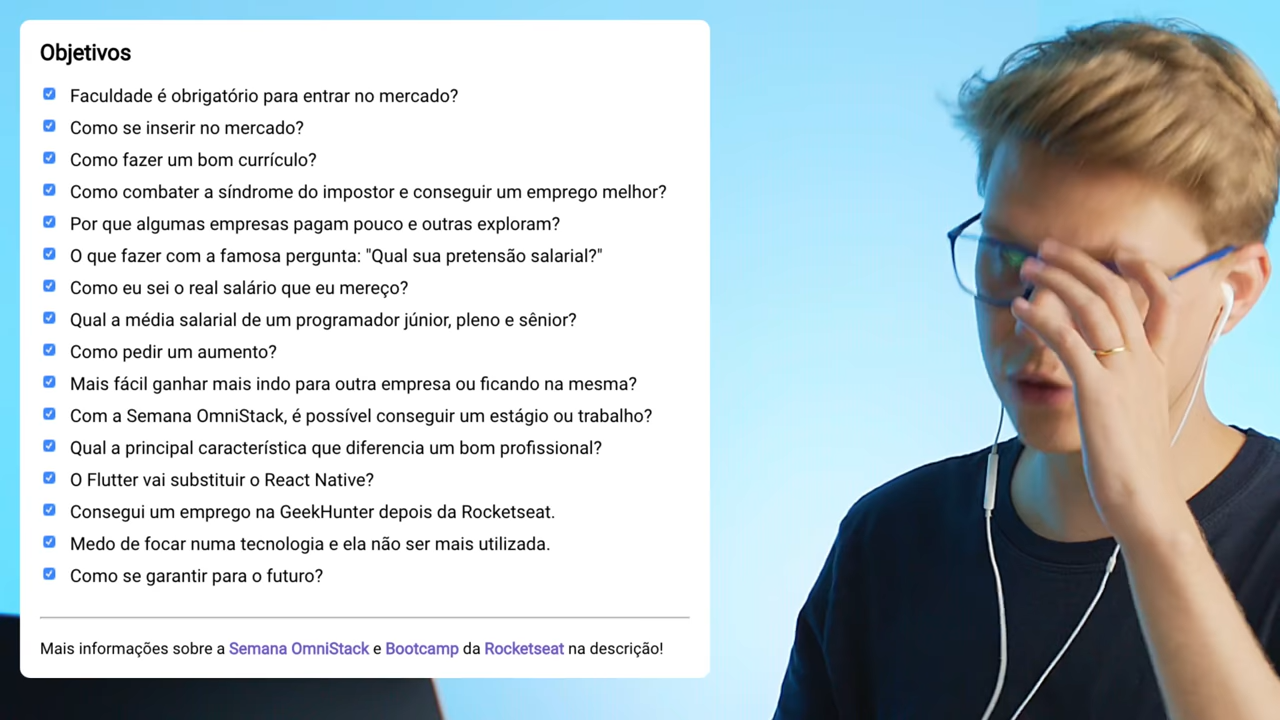 Objetivos
Faculdade é obrigatório para entrar no mercado?
Como se inserir no mercado?
Como fazer um bom currículo?
Como combater a síndrome do impostor e conseguir um emprego melhor?
Por que algumas empresas pagam pouco e outras exploram?
O que fazer com a famosa pergunta: "Qual sua pretensão salarial?"
Como eu sei o real salário que eu mereço?
Qual a média salarial de um programador júnior, pleno e sênior?
Como pedir um aumento?
Mais fácil ganhar mais indo para outra empresa ou ficando na mesma?
Com a Semana OmniStack, é possível conseguir um estágio ou trabalho?
Qual a principal característica que diferencia um bom profissional?
O Flutter vai substituir o React Native?
Consegui um emprego na GeekHunter depois da Rocketseat.
Medo de focar numa tecnologia e ela não ser mais utilizada.
Como se garantir para o futuro?
Mais informações sobre a Semana OmniStack e Bootcamp da Rocketseat na descrição!